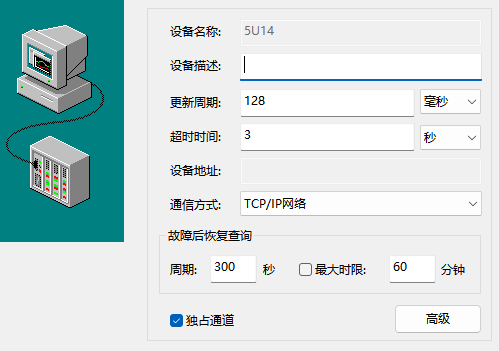 设备名称: 5U14
设备描述:
更新周期: 128 毫秒
超时时间: 3 秒
设备地址:
通信方式: TCP/IP网络
故障后恢复查询
周期: 300 秒 最大时限: 60 分钟
独占通道 高级